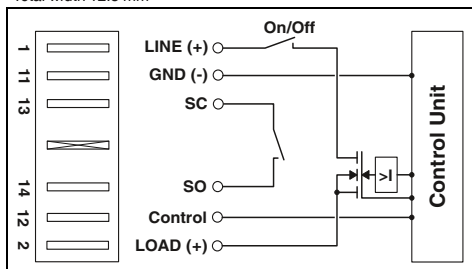 Total width 12.5 mm
On/Off
1 LINE (+)
11 GND (-)
13 SC
14 SO
12 Control
2 LOAD (+)
>I
Control Unit